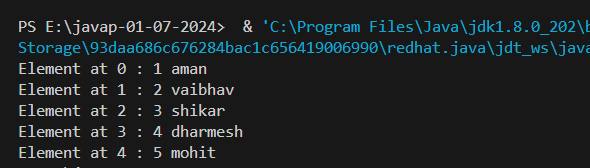 PS E:\javap-01-07-2024>  & 'C:\Program Files\Java\jdk1.8.0_202\b
Storage\93daa686c676284bac1c656419006990\redhat.java\jdt_ws\java
Element at 0 : 1 aman
Element at 1 : 2 vaibhav
Element at 2 : 3 shikar
Element at 3 : 4 dharmesh
Element at 4 : 5 mohit